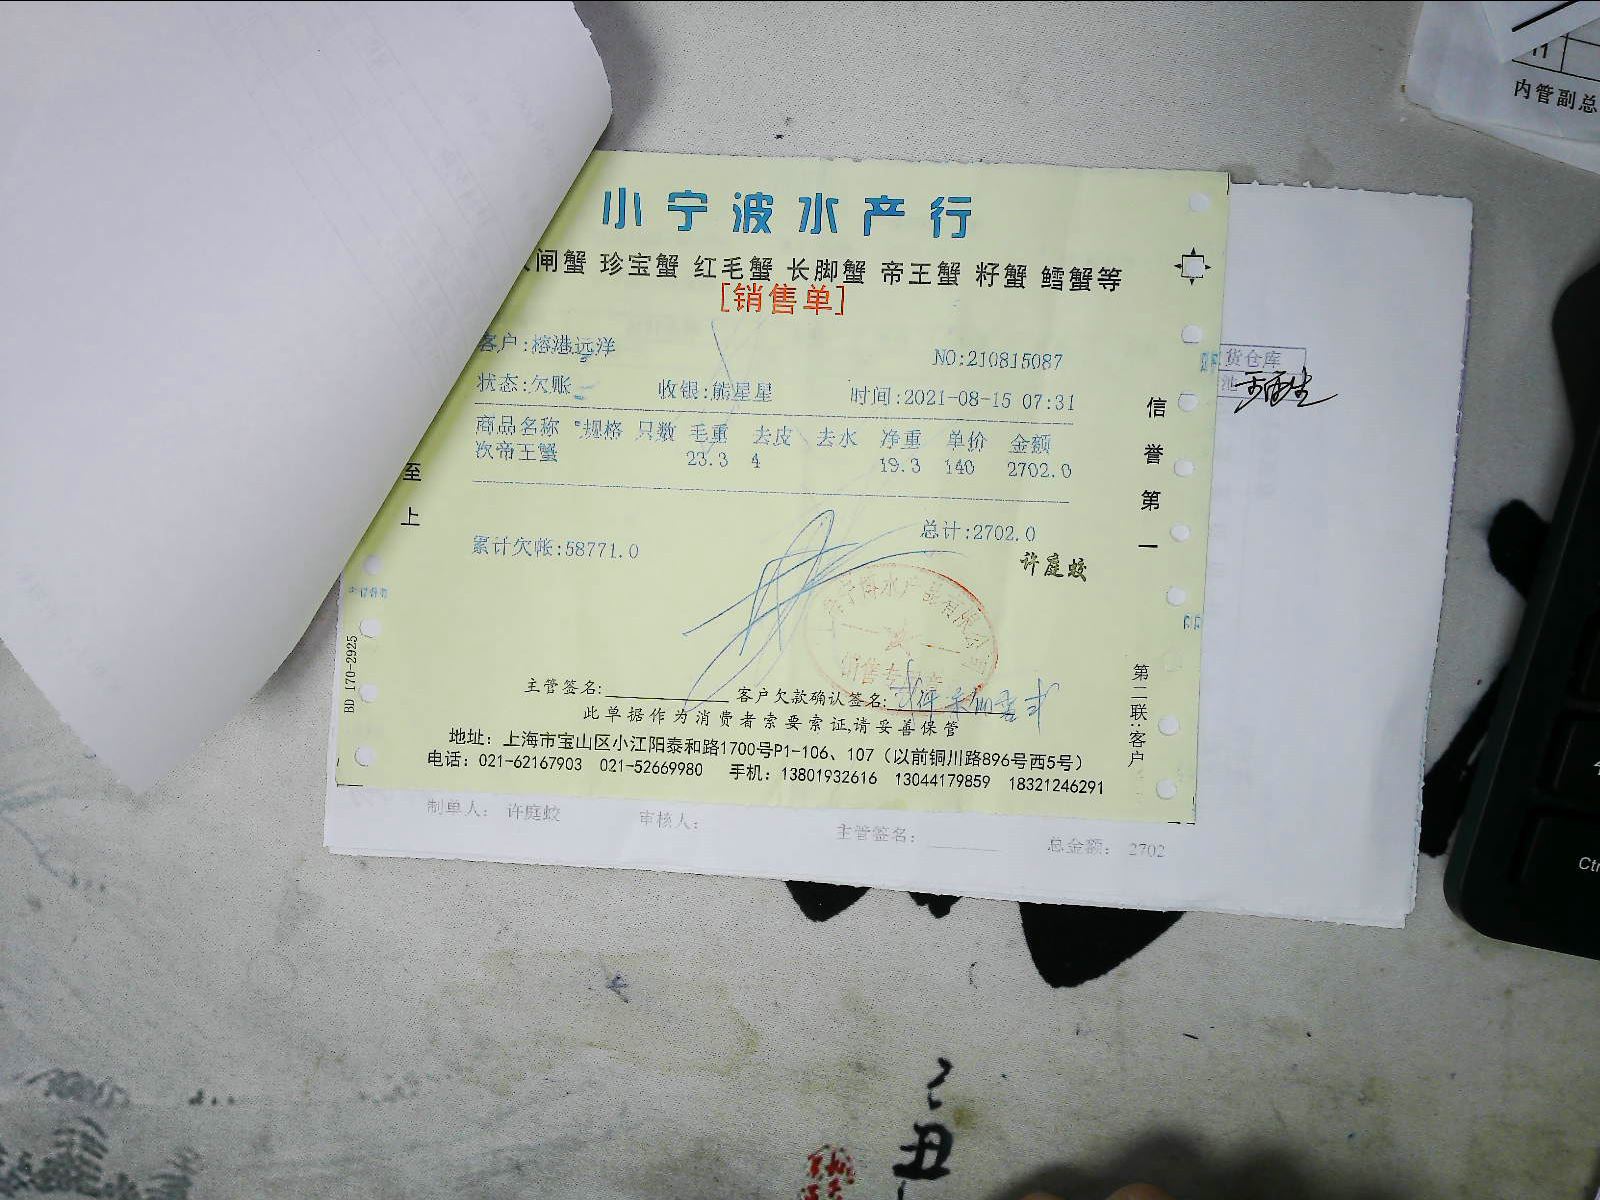 内管副总
小宁波水产行
闸蟹 珍宝蟹 红毛蟹 长脚蟹 帝王蟹 籽蟹 鳕蟹等
[销售单]
客户:榕港远洋
NO:210815087
状态:欠账
收银:熊星星
时间:2021-08-15 07:31
商品名称 规格 只数 毛重 去皮 去水 净重 单价 金额
次帝王蟹 23.3 4 19.3 140 2702.0
总计:2702.0
累计欠帐:58771.0
许庭蛟
至上
信誉第一
货仓库
BD 170-2925
第二联:客户
主管签名: 客户欠款确认签名:
此单据作为消费者索要索证,请妥善保管
地址：上海市宝山区小江阳泰和路1700号P1-106、107（以前铜川路896号西5号）
电话：021-62167903 021-52669980 手机：13801932616 13044179859 18321246291
制单人： 许庭蛟 审核人： 主管签名： 总金额： 2702
Ctr
丑